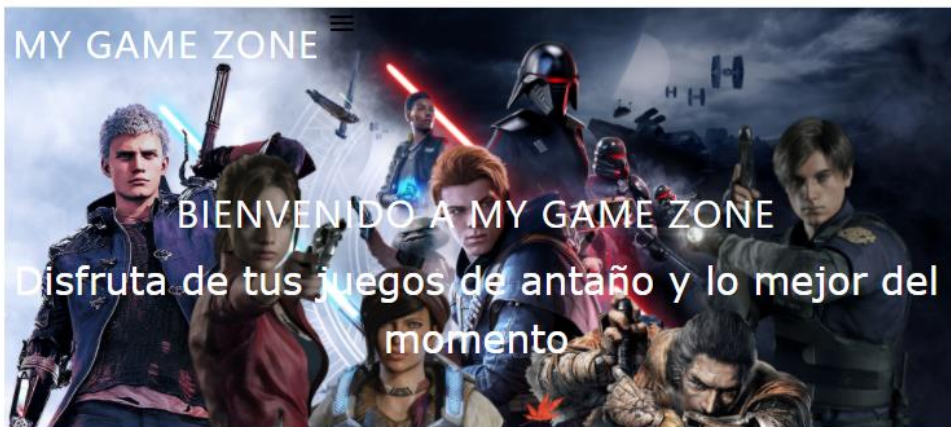 MY GAME ZONE
BIENVENIDO A MY GAME ZONE
Disfruta de tus juegos de antaño y lo mejor del
momento